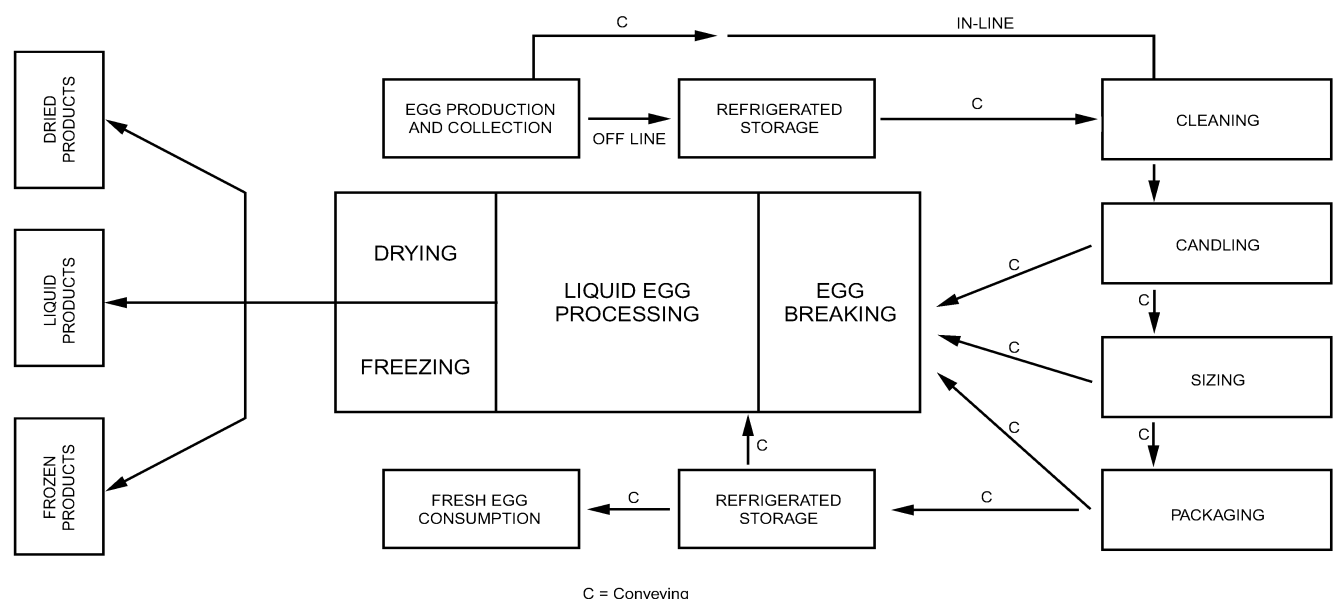 C
IN-LINE
DRIED
PRODUCTS
EGG PRODUCTION
AND COLLECTION
OFF LINE
REFRIGERATED
STORAGE
C
CLEANING
LIQUID
PRODUCTS
DRYING
FREEZING
LIQUID EGG
PROCESSING
EGG
BREAKING
C
CANDLING
C
C
SIZING
C
C
FROZEN
PRODUCTS
FRESH EGG
CONSUMPTION
C
REFRIGERATED
STORAGE
C
C
PACKAGING
C = Conveying